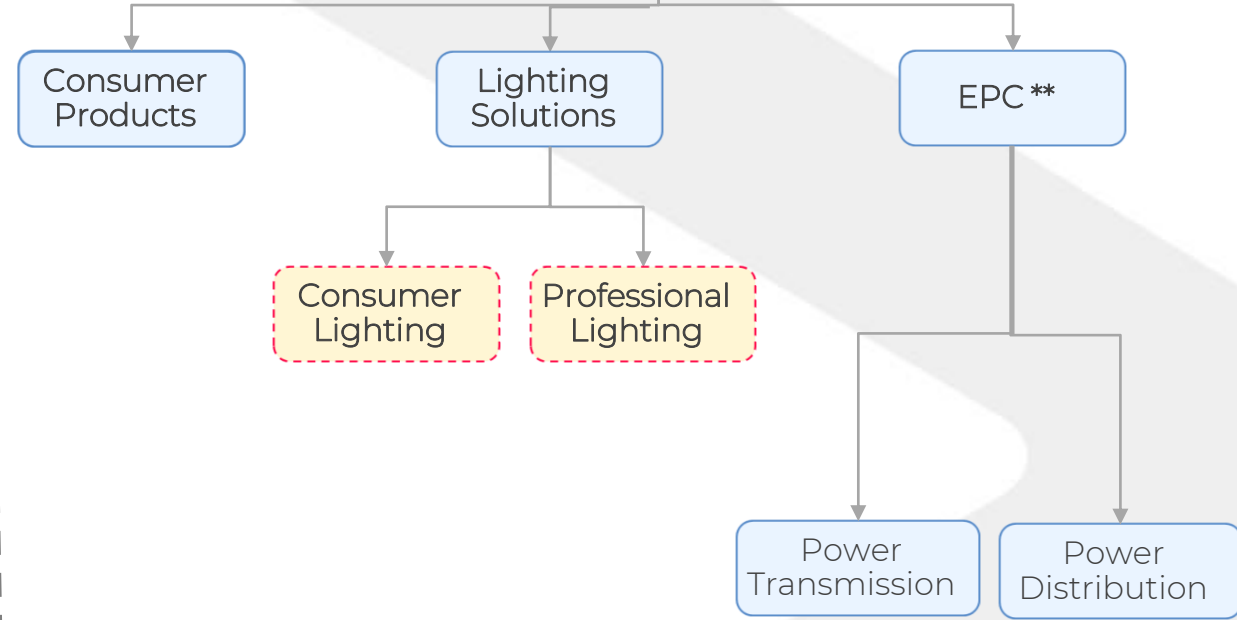 Consumer
Products
Lighting
Solutions
EPC **
Consumer
Lighting
Professional
Lighting
Power
Transmission
Power
Distribution